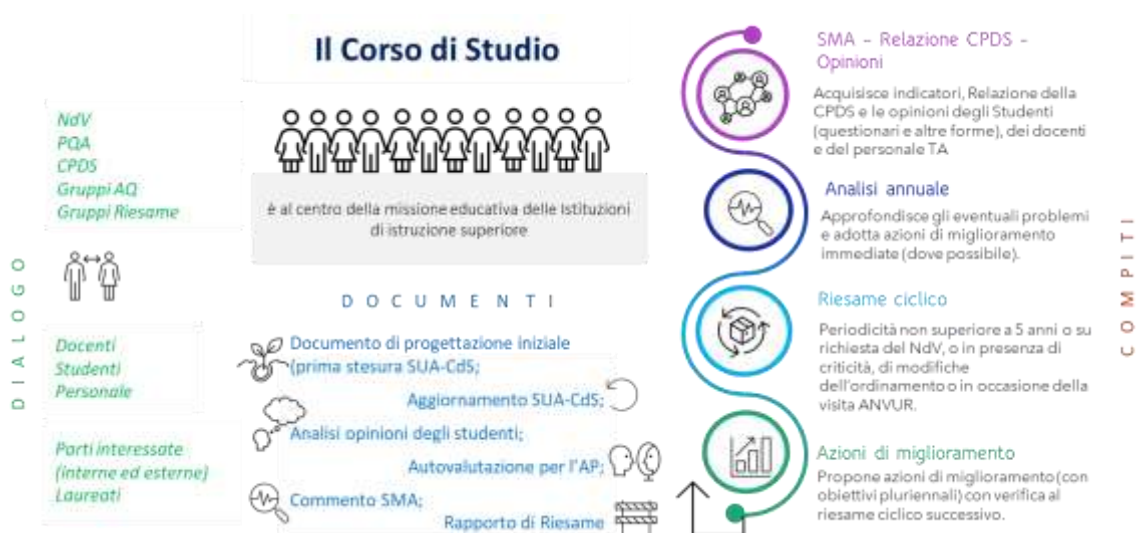 Il Corso di Studio
è al centro della missione educativa delle Istituzioni
di istruzione superiore
DIALOGO
NdV
PQA
CPDS
Gruppi AQ
Gruppi Riesame
Docenti
Studenti
Personale
Parti interessate
(interne ed esterne)
Laureati
DOCUMENTI
Documento di progettazione iniziale
(prima stesura SUA-CdS;
Aggiornamento SUA-CdS;
Analisi opinioni degli studenti;
Autovalutazione per l'AP;
Commento SMA;
Rapporto di Riesame
COMPITI
SMA – Relazione CPDS -
Opinioni
Acquisisce indicatori, Relazione della
CPDS e le opinioni degli Studenti
(questionari e altre forme), dei docenti
e del personale TA
Analisi annuale
Approfondisce gli eventuali problemi
e adotta azioni di miglioramento
immediate (dove possibile).
Riesame ciclico
Periodicità non superiore a 5 anni o su
richiesta del NdV, o in presenza di
criticità, di modifiche
dell'ordinamento o in occasione della
visita ANVUR.
Azioni di miglioramento
Propone azioni di miglioramento (con
obiettivi pluriennali) con verifica al
riesame ciclico successivo.